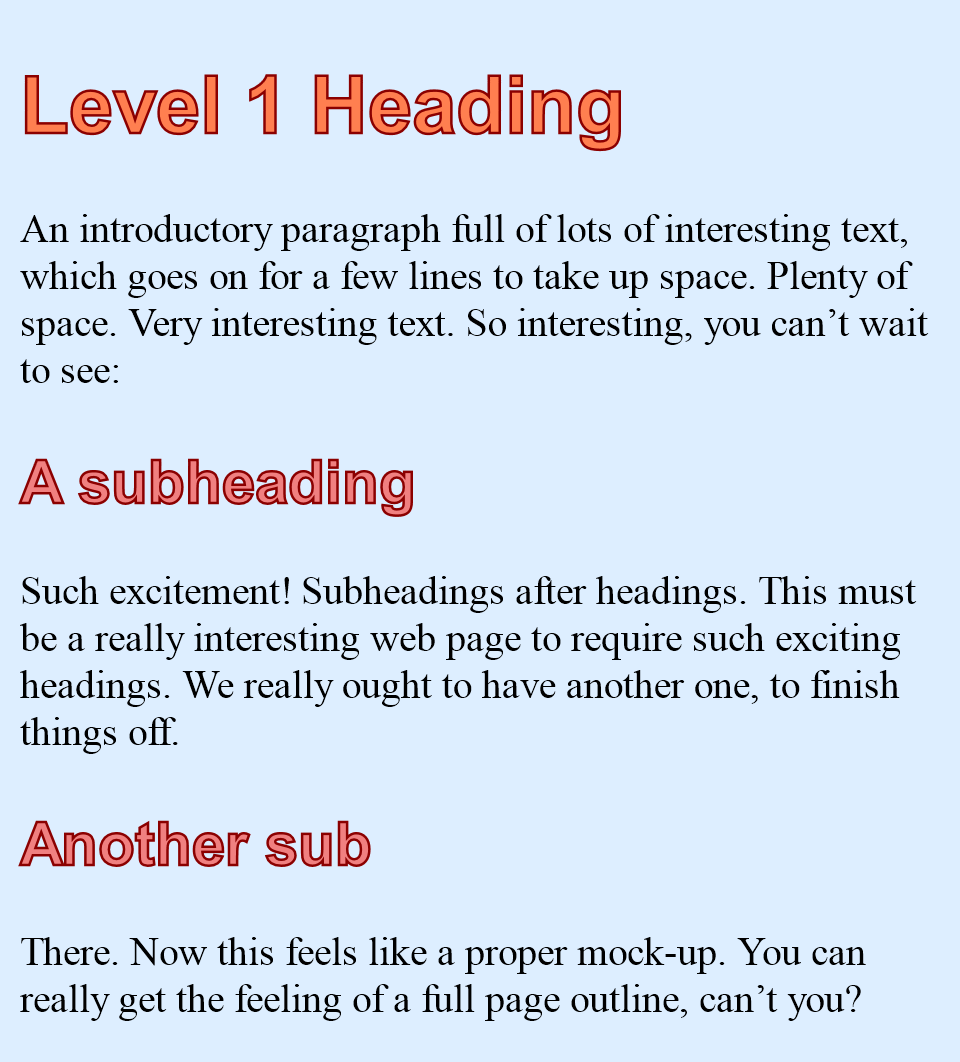 Level 1 Heading
An introductory paragraph full of lots of interesting text,
which goes on for a few lines to take up space. Plenty of
space. Very interesting text. So interesting, you can’t wait
to see:
A subheading
Such excitement! Subheadings after headings. This must
be a really interesting web page to require such exciting
headings. We really ought to have another one, to finish
things off.
Another sub
There. Now this feels like a proper mock-up. You can
really get the feeling of a full page outline, can’t you?